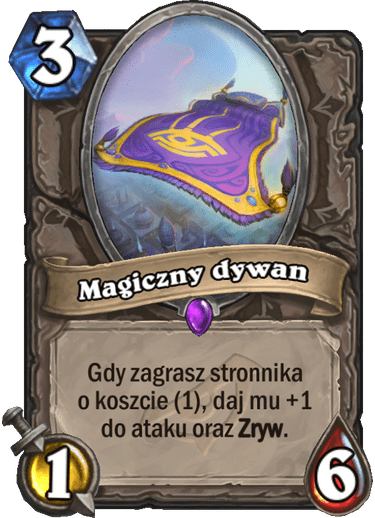 3
Magiczny dywan
Gdy zagrasz stronnika
o koszcie (1), daj mu +1
do ataku oraz Zryw.
1
6